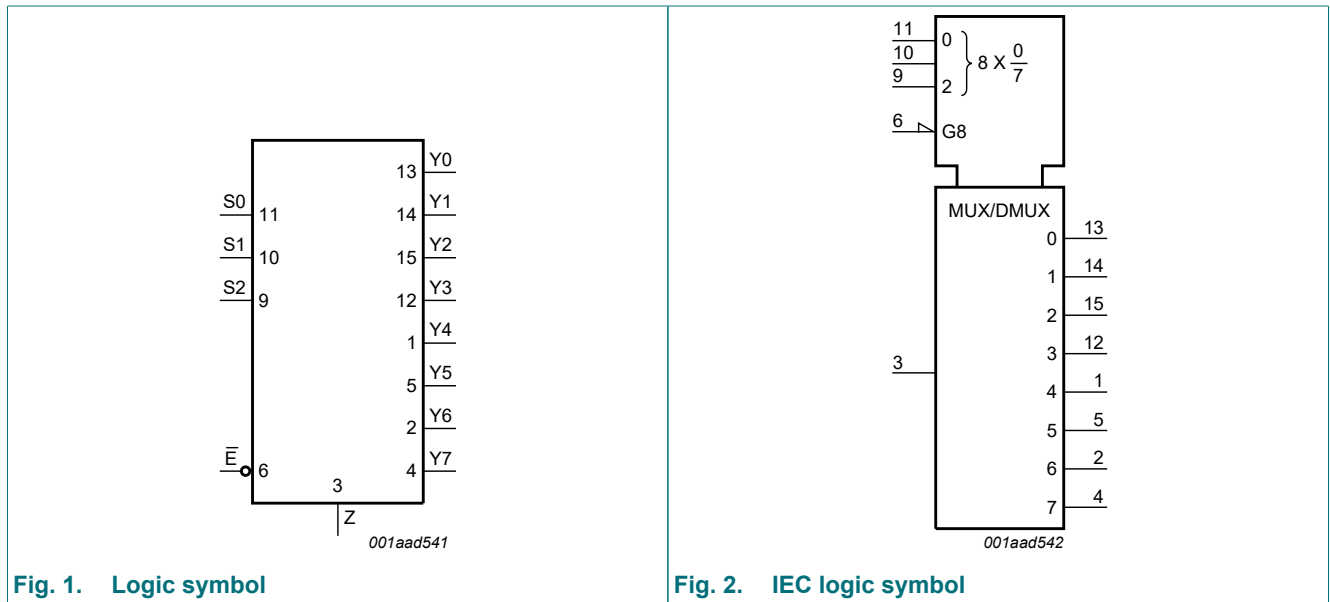 S0 11
S1 10
S2 9
E̅ 6
3
Z
13 Y0
14 Y1
15 Y2
12 Y3
1 Y4
5 Y5
2 Y6
4 Y7
001aad541
Fig. 1. Logic symbol
11 0
10
9 2
8 X 0/7
6 G8
MUX/DMUX
0 13
1 14
2 15
3 12
3
4 1
5 5
6 2
7 4
001aad542
Fig. 2. IEC logic symbol